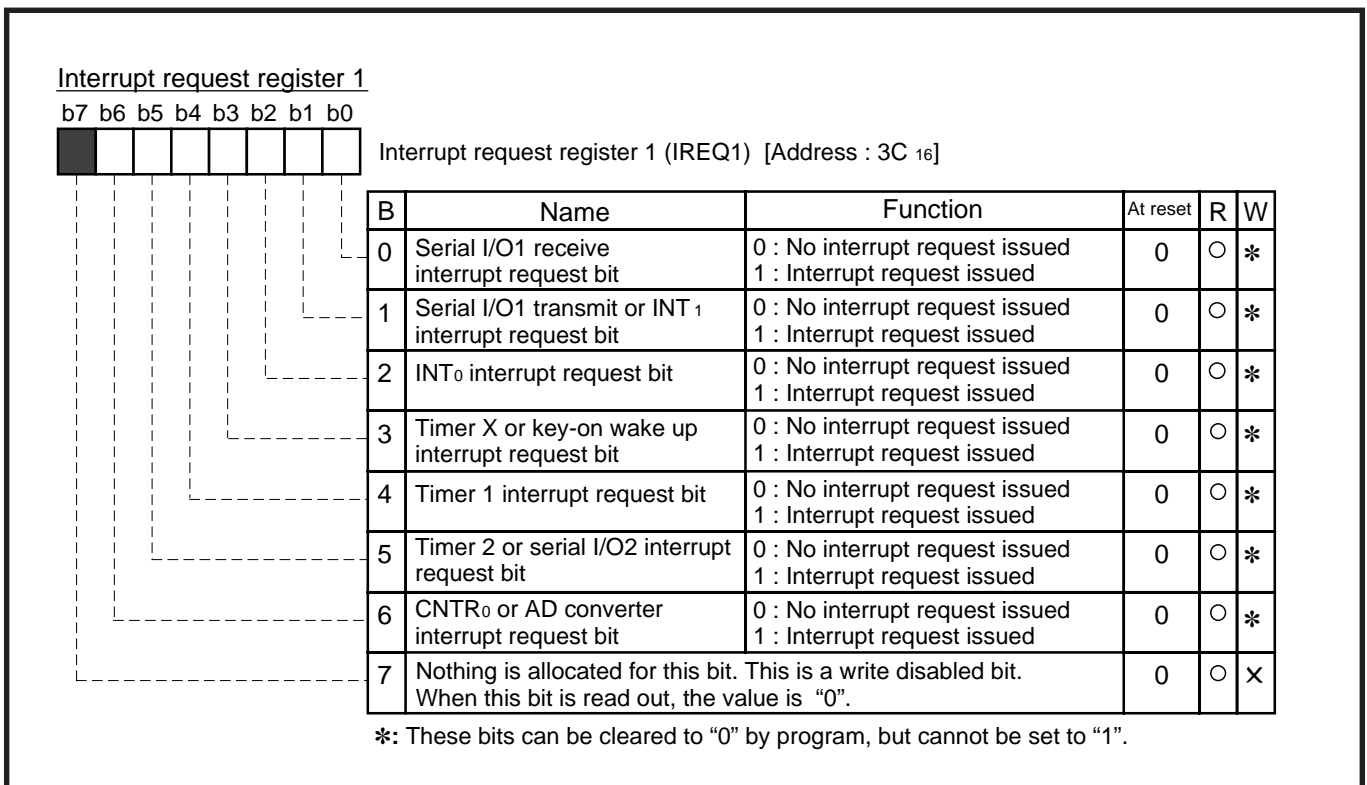 Interrupt request register 1
b7 b6 b5 b4 b3 b2 b1 b0
Interrupt request register 1 (IREQ1) [Address : 3C 16]
B Name Function At reset R W
0 Serial I/O1 receive interrupt request bit 0 : No interrupt request issued 1 : Interrupt request issued 0 ○ ✻
1 Serial I/O1 transmit or INT1 interrupt request bit 0 : No interrupt request issued 1 : Interrupt request issued 0 ○ ✻
2 INT0 interrupt request bit 0 : No interrupt request issued 1 : Interrupt request issued 0 ○ ✻
3 Timer X or key-on wake up interrupt request bit 0 : No interrupt request issued 1 : Interrupt request issued 0 ○ ✻
4 Timer 1 interrupt request bit 0 : No interrupt request issued 1 : Interrupt request issued 0 ○ ✻
5 Timer 2 or serial I/O2 interrupt request bit 0 : No interrupt request issued 1 : Interrupt request issued 0 ○ ✻
6 CNTR0 or AD converter interrupt request bit 0 : No interrupt request issued 1 : Interrupt request issued 0 ○ ✻
7 Nothing is allocated for this bit. This is a write disabled bit. When this bit is read out, the value is “0”. 0 ○ ×
✻: These bits can be cleared to “0” by program, but cannot be set to “1”.